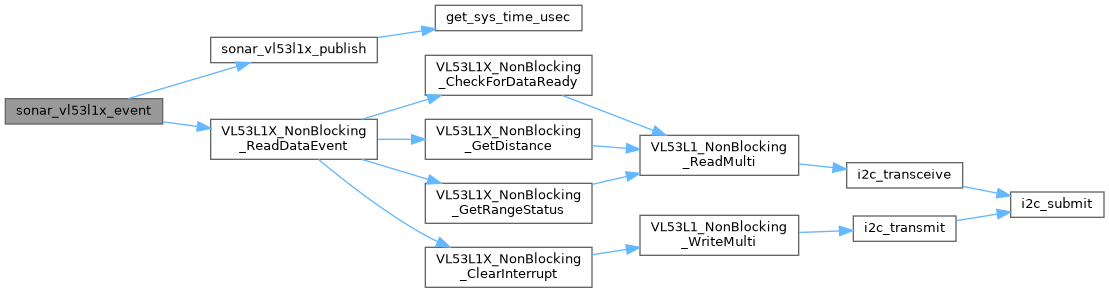 get_sys_time_usec
sonar_vl53l1x_publish
VL53L1X_NonBlocking
_CheckForDataReady
sonar_vl53l1x_event
VL53L1X_NonBlocking
_ReadDataEvent
VL53L1X_NonBlocking
_GetDistance
VL53L1_NonBlocking
_ReadMulti
i2c_transceive
VL53L1X_NonBlocking
_GetRangeStatus
i2c_submit
VL53L1_NonBlocking
_WriteMulti
i2c_transmit
VL53L1X_NonBlocking
_ClearInterrupt